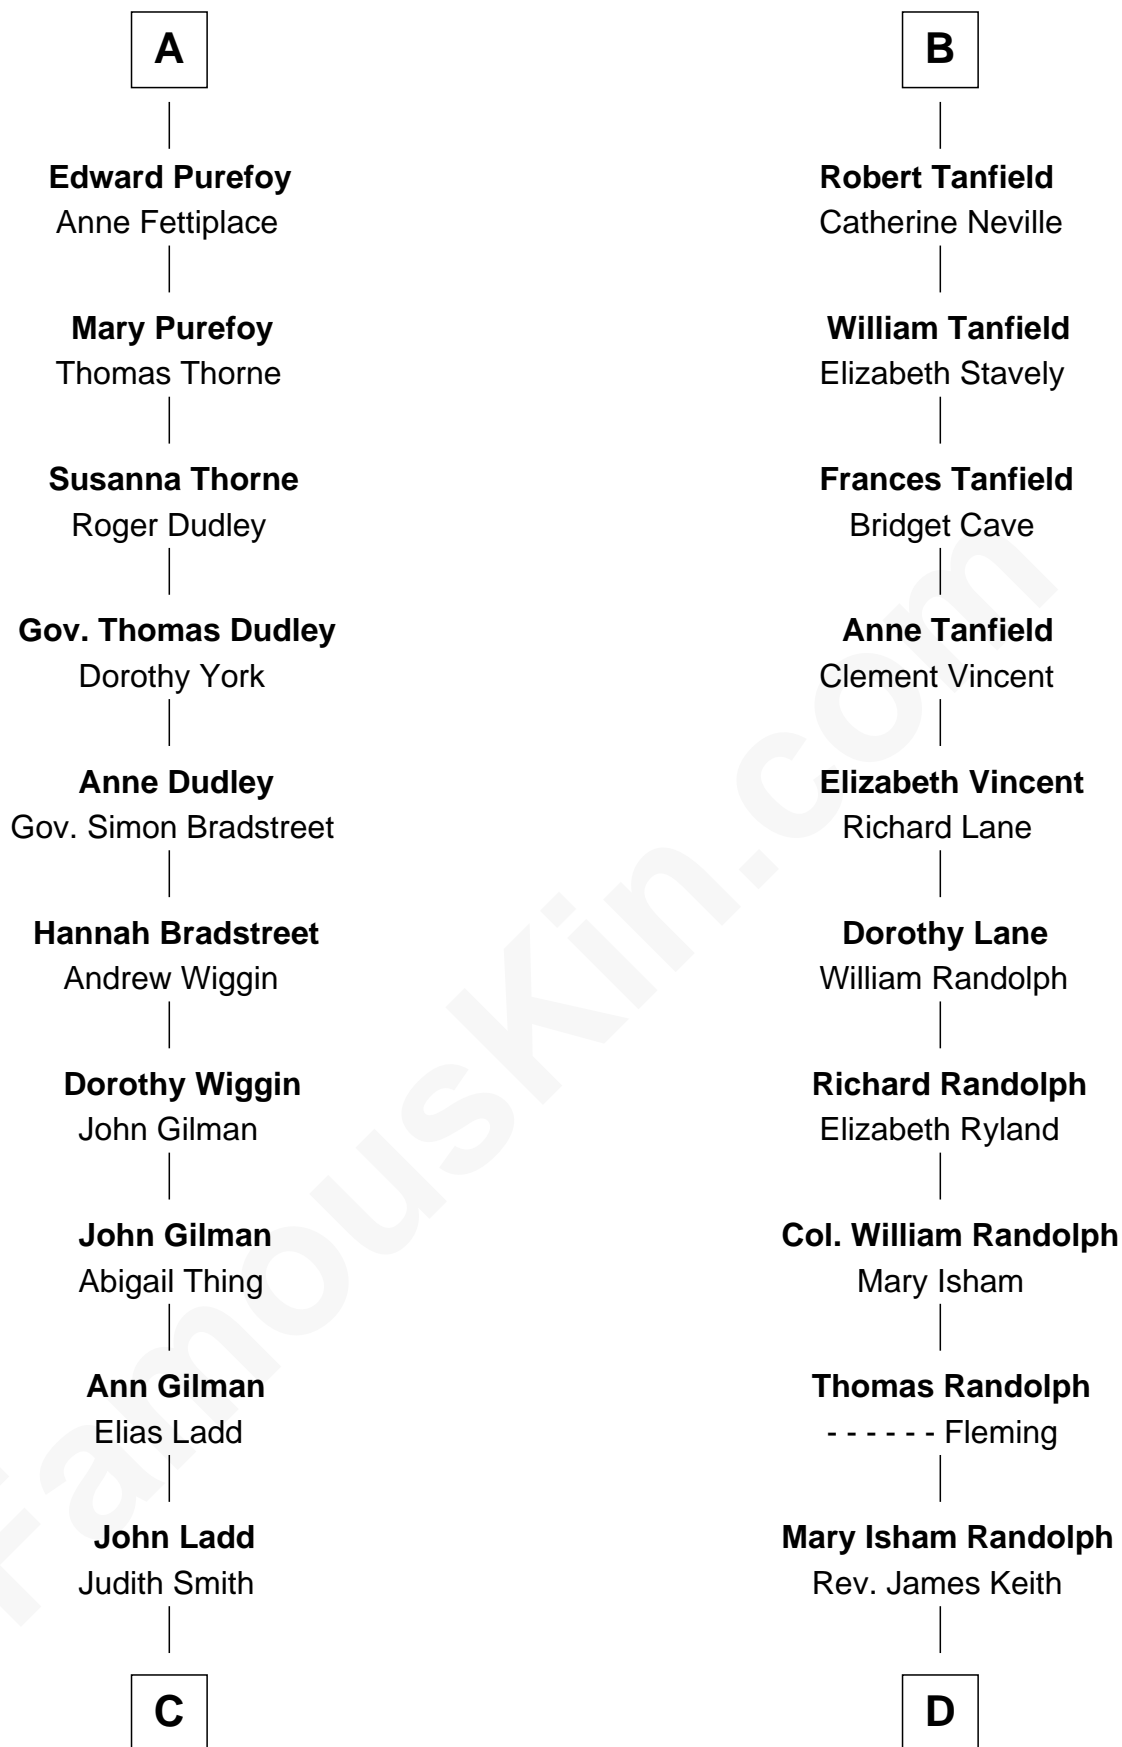 A
Edward Purefoy
Anne Fettiplace
Mary Purefoy
Thomas Thorne
Susanna Thorne
Roger Dudley
Gov. Thomas Dudley
Dorothy York
Anne Dudley
Gov. Simon Bradstreet
Hannah Bradstreet
Andrew Wiggin
Dorothy Wiggin
John Gilman
John Gilman
Abigail Thing
Ann Gilman
Elias Ladd
John Ladd
Judith Smith
C
B
Robert Tanfield
Catherine Neville
William Tanfield
Elizabeth Stavely
Frances Tanfield
Bridget Cave
Anne Tanfield
Clement Vincent
Elizabeth Vincent
Richard Lane
Dorothy Lane
William Randolph
Richard Randolph
Elizabeth Ryland
Col. William Randolph
Mary Isham
Thomas Randolph
- - - - - - Fleming
Mary Isham Randolph
Rev. James Keith
D
FamousKin.com